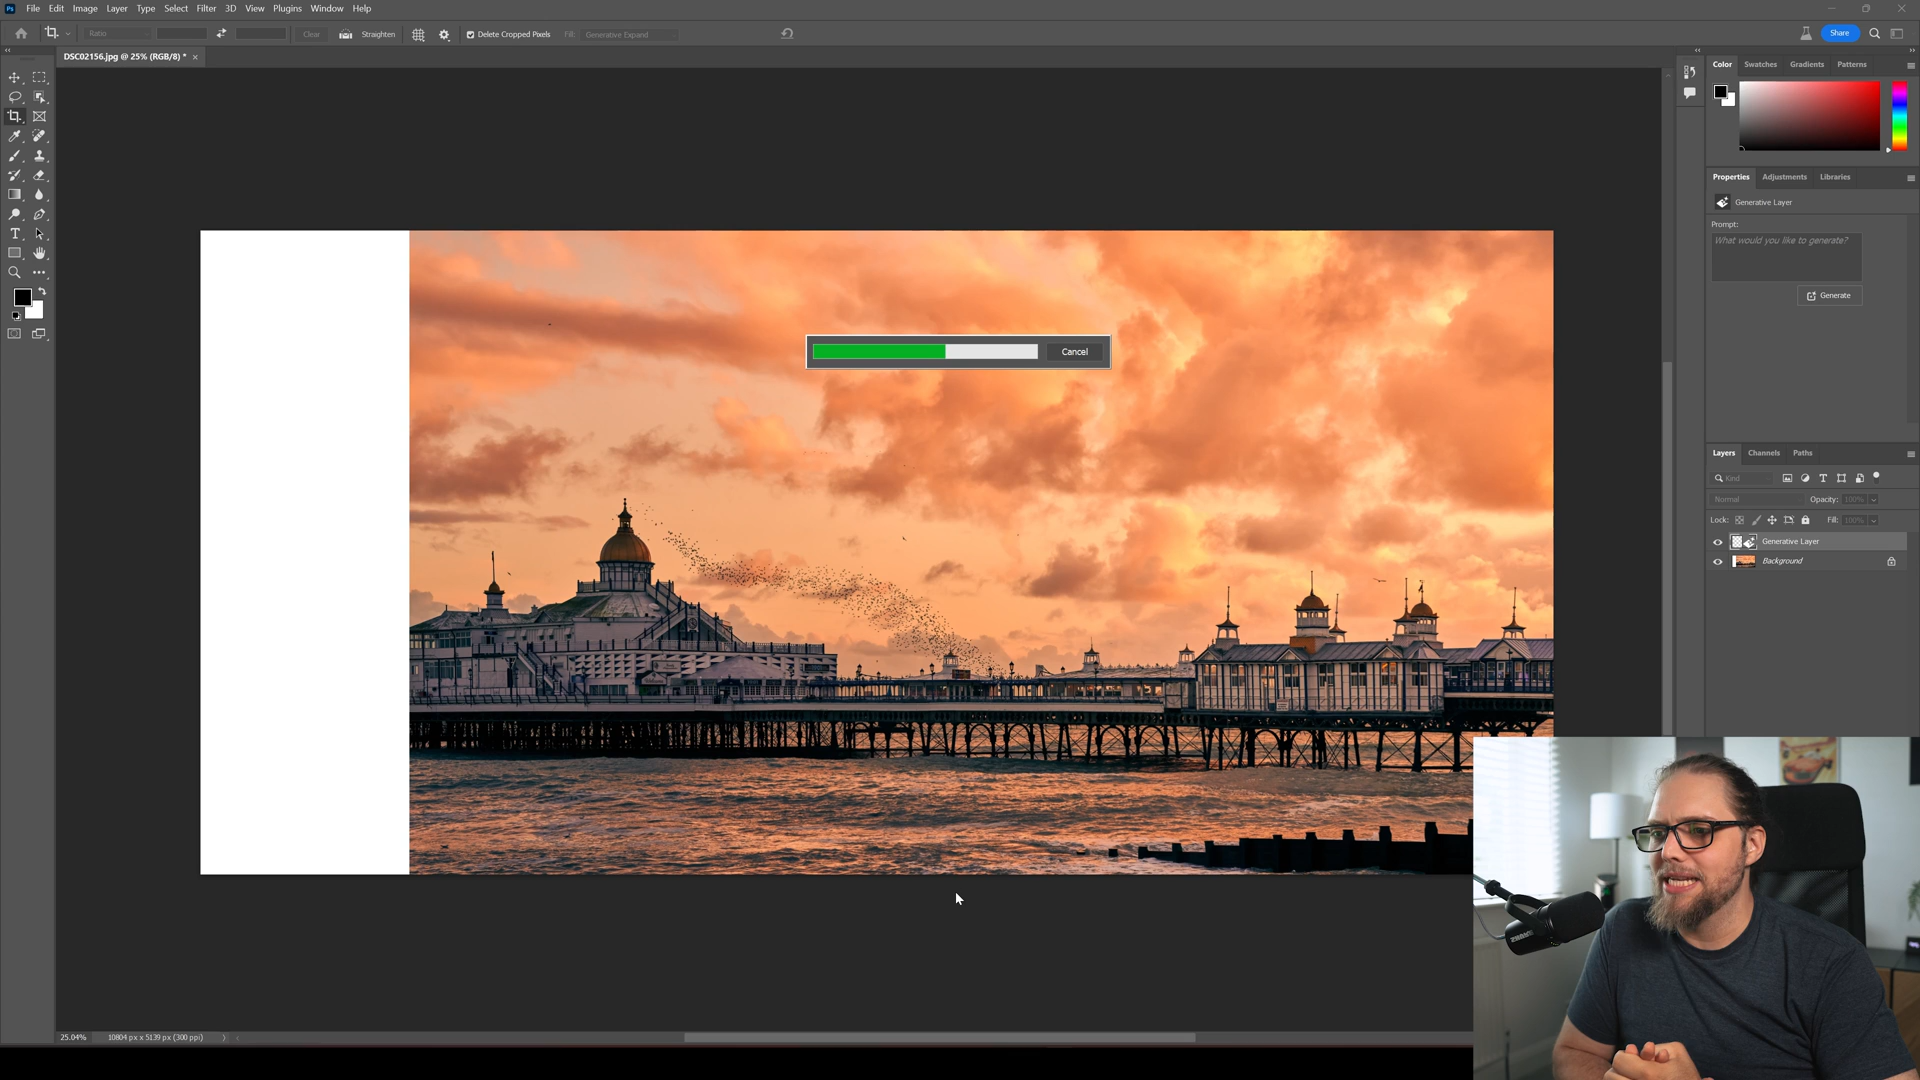 Ps File Edit Image Layer Type Select Filter 3D View Plugins Window Help
Ratio Clear Straighten Delete Cropped Pixels Fill: Generative Expand Share
DSC02156.jpg @ 25% (RGB/8) * ×
Color Swatches Gradients Patterns
Properties Adjustments Libraries
Generative Layer
Prompt:
What would you like to generate?
Generate
Cancel
Layers Channels Paths
Kind
Normal Opacity: 100%
Lock: Fill: 100%
Generative Layer
Background
25.04% 10804 px x 5139 px (300 ppi)